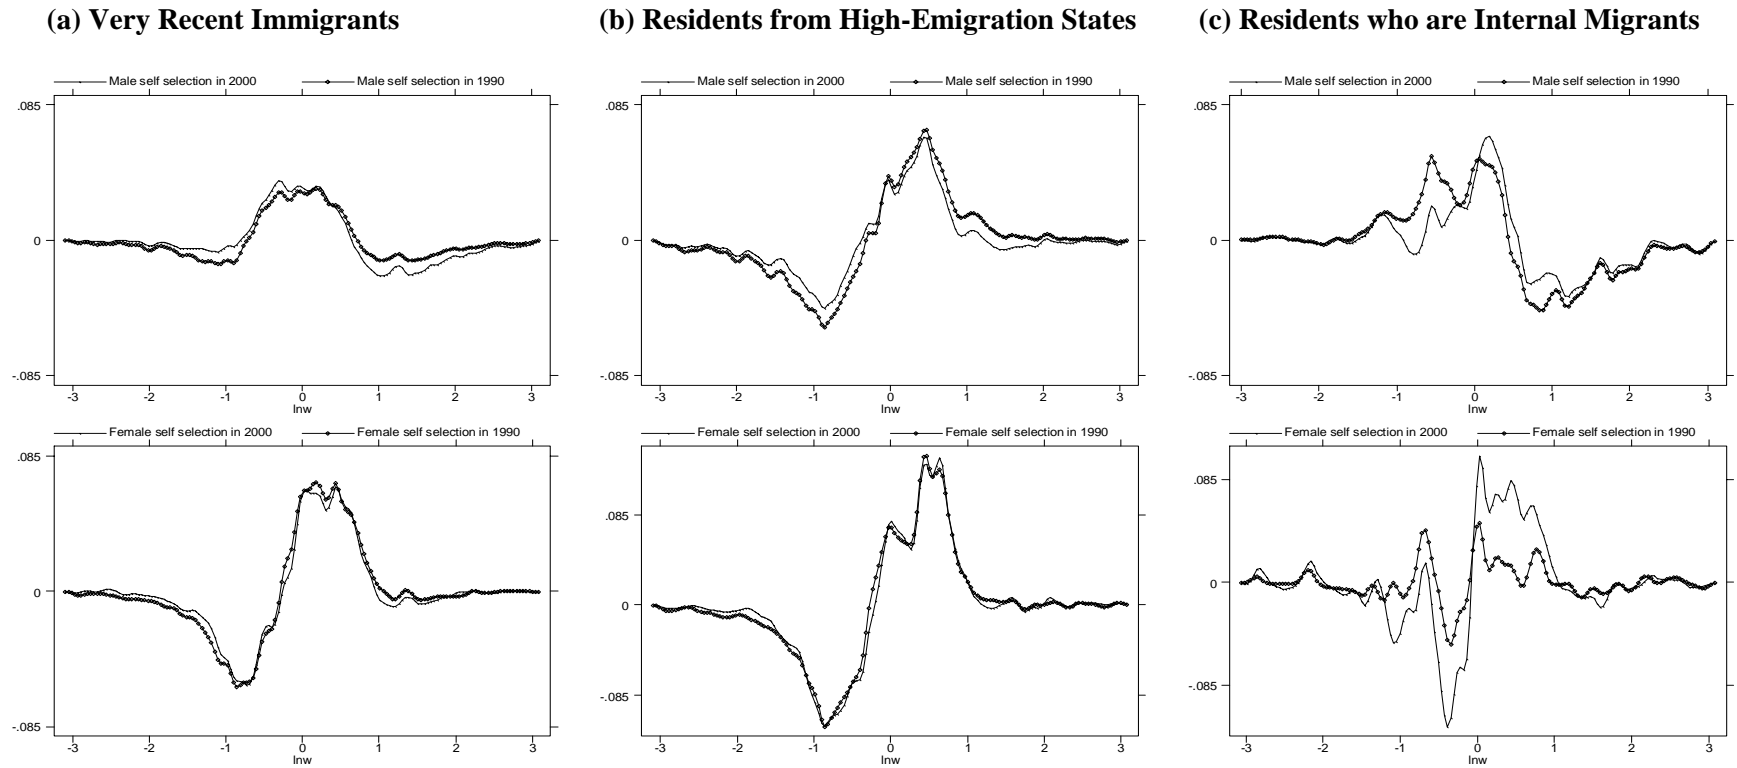 (a) Very Recent Immigrants
(b) Residents from High-Emigration States
(c) Residents who are Internal Migrants
Male self selection in 2000
Male self selection in 1990
.085
0
-.085
-3 -2 -1 0 1 2 3
lnw
Male self selection in 2000
Male self selection in 1990
.085
0
-.085
-3 -2 -1 0 1 2 3
lnw
Male self selection in 2000
Male self selection in 1990
.085
0
-.085
-3 -2 -1 0 1 2 3
lnw
Female self selection in 2000
Female self selection in 1990
.085
0
-.085
-3 -2 -1 0 1 2 3
lnw
Female self selection in 2000
Female self selection in 1990
.085
0
-.085
-3 -2 -1 0 1 2 3
lnw
Female self selection in 2000
Female self selection in 1990
.085
0
-.085
-3 -2 -1 0 1 2 3
lnw